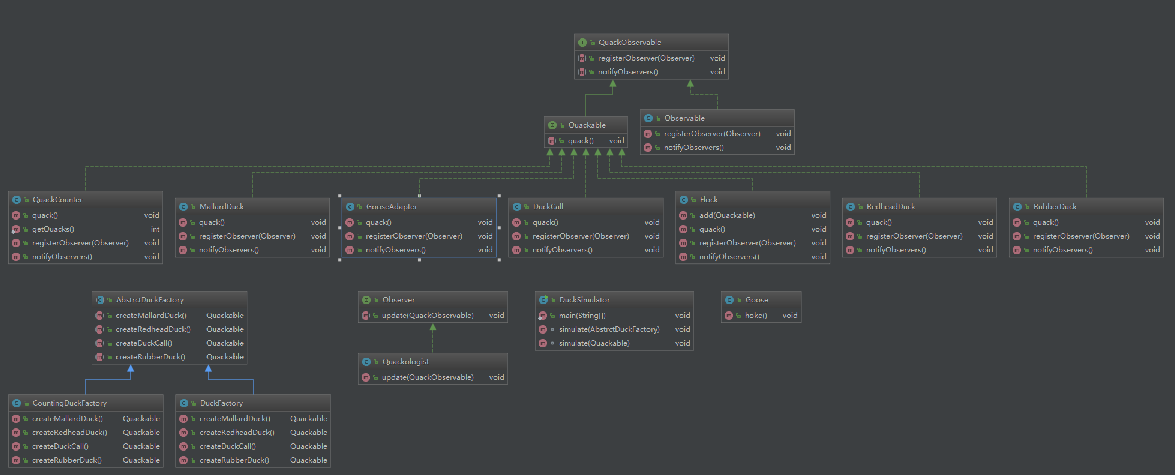 QuackObservable
registerObserver(Observer) void
notifyObservers() void
Quackable
quack() void
Observable
registerObserver(Observer) void
notifyObservers() void
QuackCounter
quack() void
getQuacks() int
registerObserver(Observer) void
notifyObservers() void
MallardDuck
quack() void
registerObserver(Observer) void
notifyObservers() void
GooseAdapter
quack() void
registerObserver(Observer) void
notifyObservers() void
DuckCall
quack() void
registerObserver(Observer) void
notifyObservers() void
Flock
add(Quackable) void
quack() void
registerObserver(Observer) void
notifyObservers() void
RedheadDuck
quack() void
registerObserver(Observer) void
notifyObservers() void
RubberDuck
quack() void
registerObserver(Observer) void
notifyObservers() void
AbstrctDuckFactory
createMallardDuck() Quackable
createRedheadDuck() Quackable
createDuckCall() Quackable
createRubberDuck() Quackable
Observer
update(QuackObservable) void
DuckSimulator
main(String[]) void
simulate(AbstrctDuckFactory) void
simulate(Quackable) void
Goose
hoke() void
Quackologist
update(QuackObservable) void
CountingDuckFactory
createMallardDuck() Quackable
createRedheadDuck() Quackable
createDuckCall() Quackable
createRubberDuck() Quackable
DuckFactory
createMallardDuck() Quackable
createRedheadDuck() Quackable
createDuckCall() Quackable
createRubberDuck() Quackable